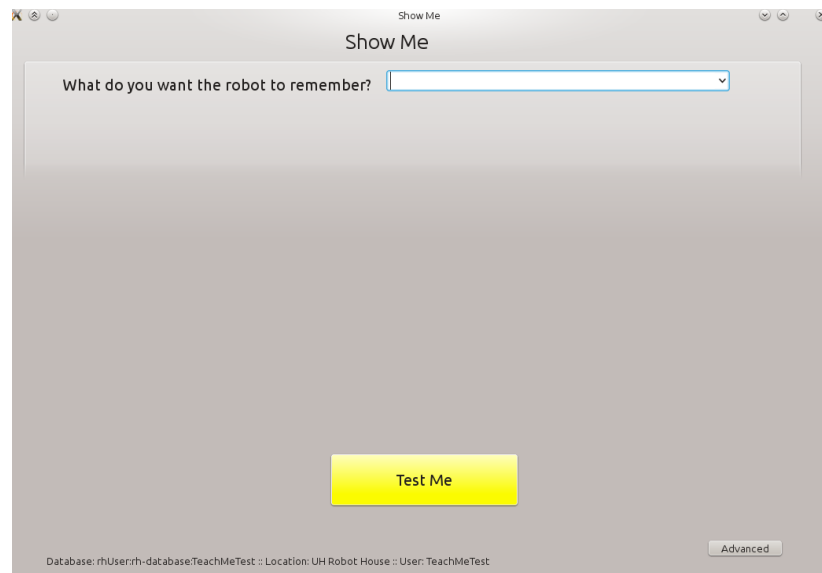 Show Me
Show Me
What do you want the robot to remember?
Test Me
Advanced
Database: rhUser:rh-database:TeachMeTest :: Location: UH Robot House :: User: TeachMeTest